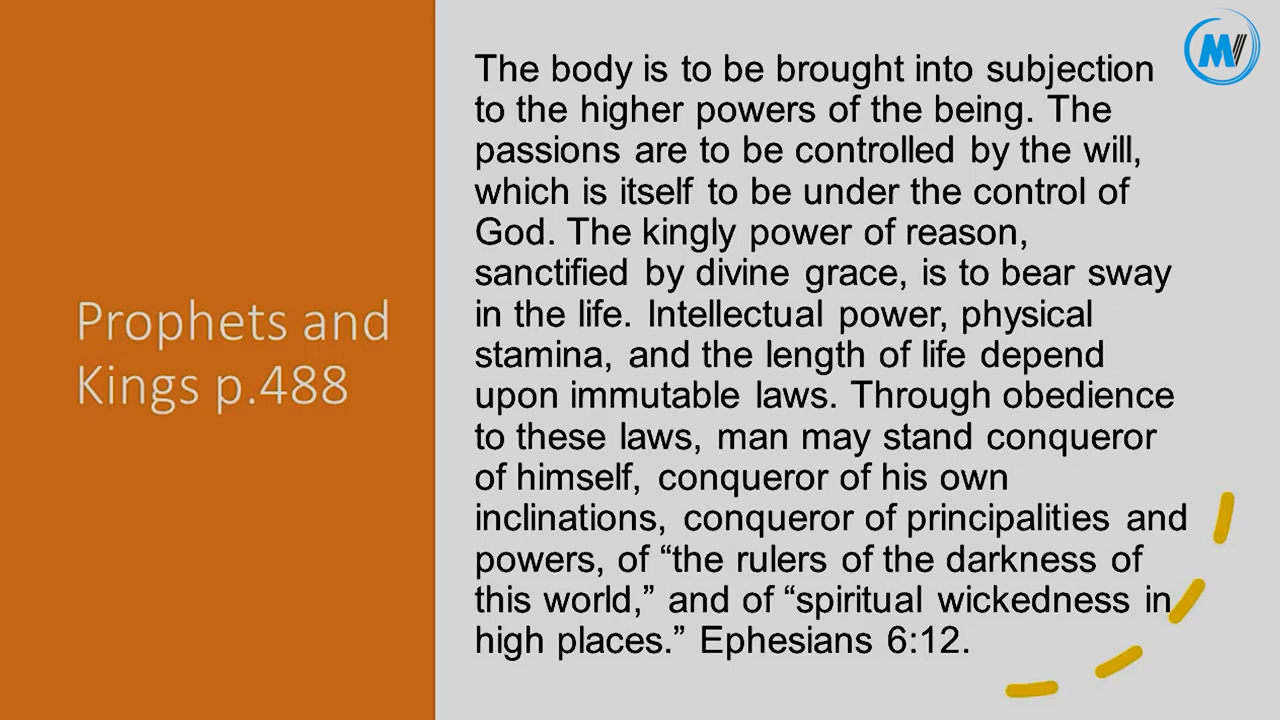 Prophets and
Kings p.488
The body is to be brought into subjection
to the higher powers of the being. The
passions are to be controlled by the will,
which is itself to be under the control of
God. The kingly power of reason,
sanctified by divine grace, is to bear sway
in the life. Intellectual power, physical
stamina, and the length of life depend
upon immutable laws. Through obedience
to these laws, man may stand conqueror
of himself, conqueror of his own
inclinations, conqueror of principalities and
powers, of “the rulers of the darkness of
this world,” and of “spiritual wickedness in
high places.” Ephesians 6:12.
MV